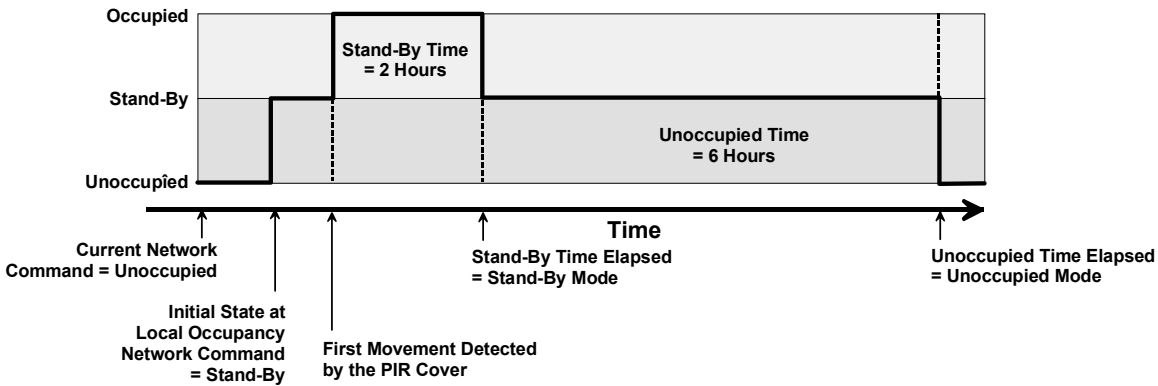 Occupied
Stand-By Time
= 2 Hours
Stand-By
Unoccupied Time
= 6 Hours
Unoccupîed
Time
Current Network
Command = Unoccupied
Stand-By Time Elapsed
= Stand-By Mode
Unoccupied Time Elapsed
= Unoccupied Mode
Initial State at
Local Occupancy
Network Command
= Stand-By
First Movement Detected
by the PIR Cover